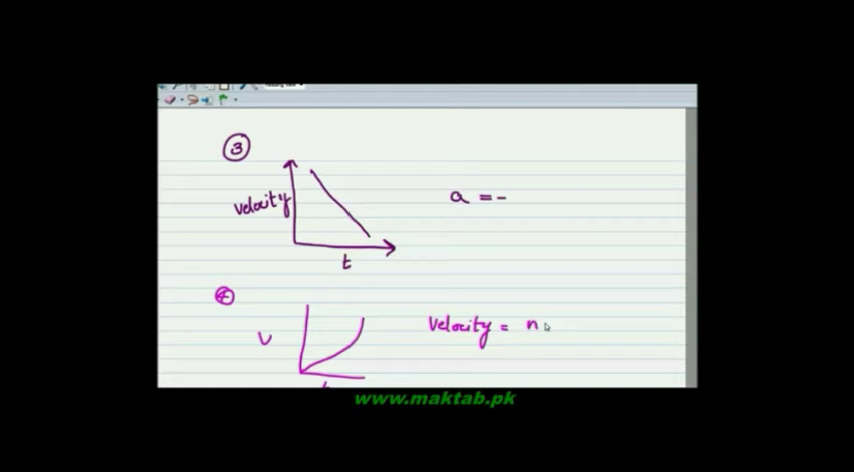 ③
velocity
a = -
t
④
V
Velocity = n
t
www.maktab.pk